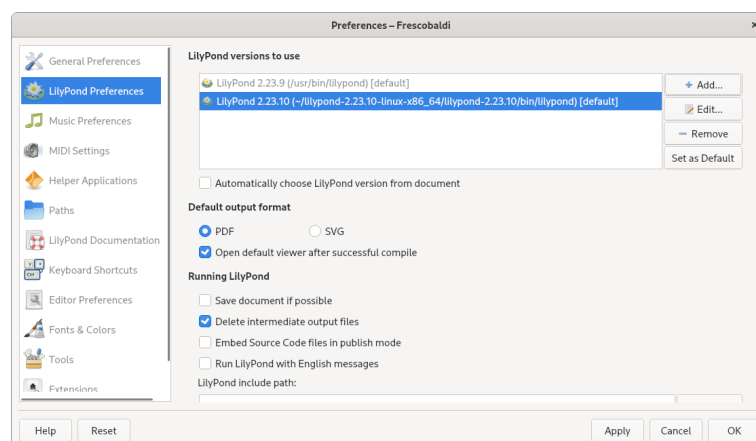 Preferences – Frescobaldi
General Preferences
LilyPond Preferences
Music Preferences
MIDI Settings
Helper Applications
Paths
LilyPond Documentation
Keyboard Shortcuts
Editor Preferences
Fonts & Colors
Tools
Extensions
LilyPond versions to use
LilyPond 2.23.9 (/usr/bin/lilypond) [default]
LilyPond 2.23.10 (~/lilypond-2.23.10-linux-x86_64/lilypond-2.23.10/bin/lilypond) [default]
Add...
Edit...
Remove
Set as Default
Automatically choose LilyPond version from document
Default output format
PDF
SVG
Open default viewer after successful compile
Running LilyPond
Save document if possible
Delete intermediate output files
Embed Source Code files in publish mode
Run LilyPond with English messages
LilyPond include path:
Help
Reset
Apply
Cancel
OK